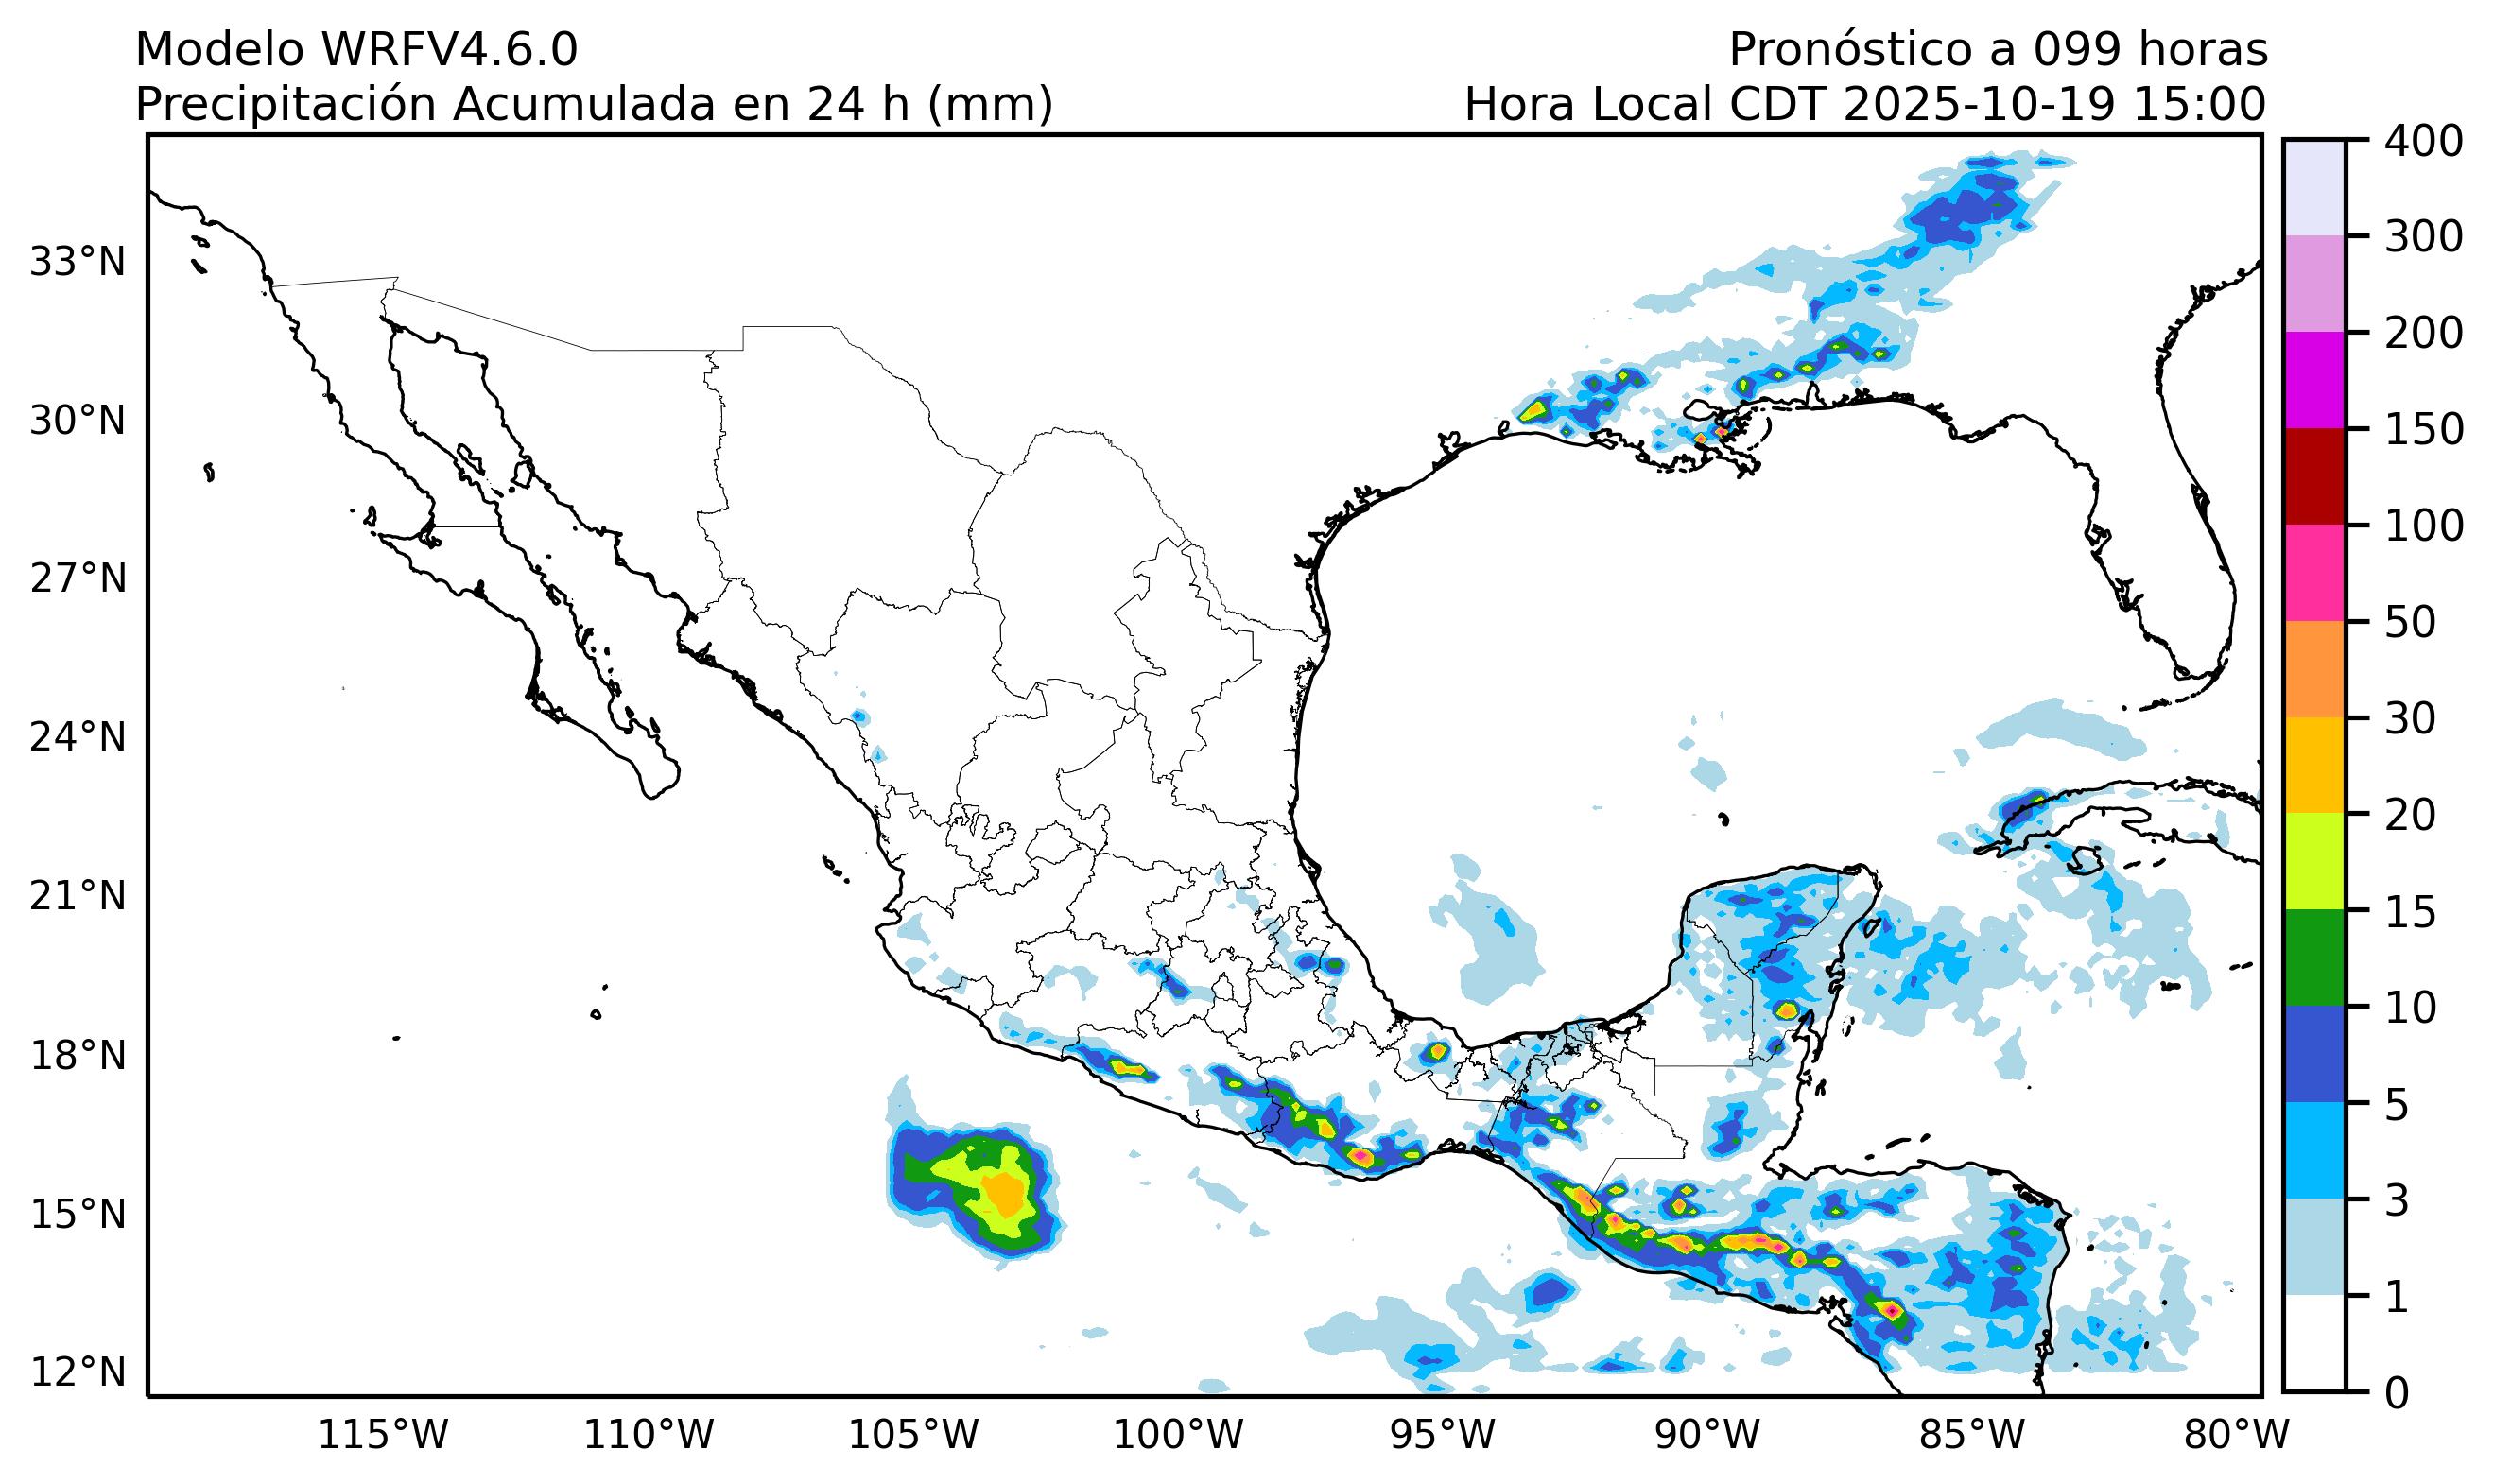 Modelo WRFV4.6.0
Pronóstico a 099 horas
Precipitación Acumulada en 24 h (mm)
Hora Local CDT 2025-10-19 15:00
33°N
30°N
27°N
24°N
21°N
18°N
15°N
12°N
115°W
110°W
105°W
100°W
95°W
90°W
85°W
80°W
400
300
200
150
100
50
30
20
15
10
5
3
1
0